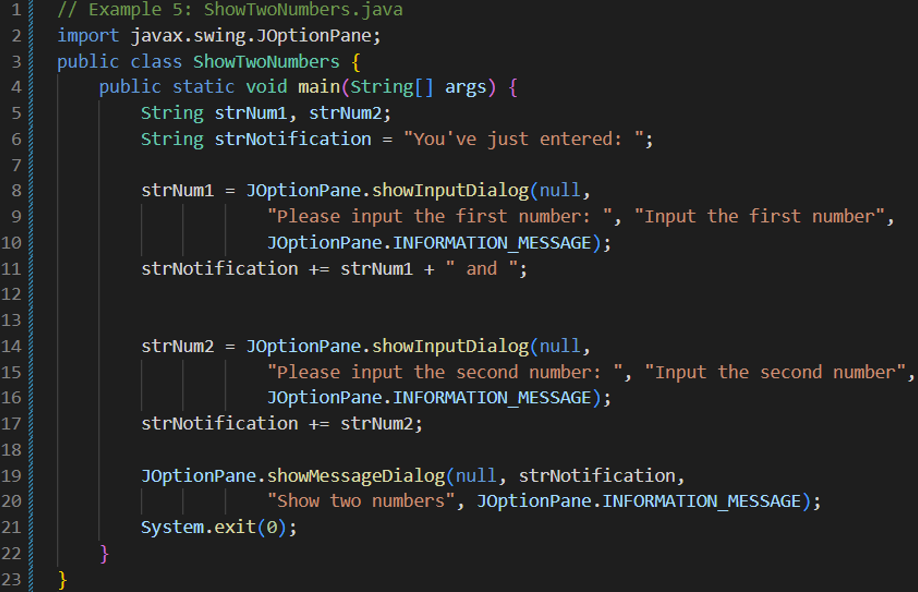 1 // Example 5: ShowTwoNumbers.java
2 import javax.swing.JOptionPane;
3 public class ShowTwoNumbers {
4     public static void main(String[] args) {
5         String strNum1, strNum2;
6         String strNotification = "You've just entered: ";
7
8         strNum1 = JOptionPane.showInputDialog(null,
9                     "Please input the first number: ", "Input the first number",
10                     JOptionPane.INFORMATION_MESSAGE);
11         strNotification += strNum1 + " and ";
12
13
14         strNum2 = JOptionPane.showInputDialog(null,
15                     "Please input the second number: ", "Input the second number",
16                     JOptionPane.INFORMATION_MESSAGE);
17         strNotification += strNum2;
18
19         JOptionPane.showMessageDialog(null, strNotification,
20                     "Show two numbers", JOptionPane.INFORMATION_MESSAGE);
21         System.exit(0);
22     }
23 }